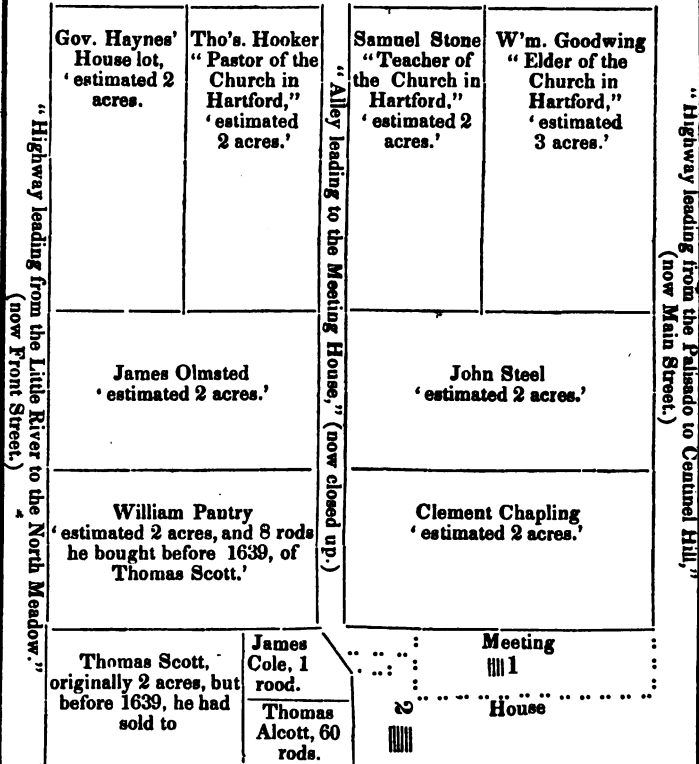 Gov. Haynes'
House lot,
‘ estimated 2
acres.
Tho's. Hooker
“ Pastor of the
Church in
Hartford,”
‘ estimated
2 acres.’
Samuel Stone
“ Teacher of
the Church in
Hartford,”
‘ estimated 2
acres.’
W'm. Goodwing
“ Elder of the
Church in
Hartford,”
‘ estimated
3 acres.’
“ Highway leading from the Little River to the North Meadow.”
(now Front Street.)
“ Alley leading to the Meeting House,” (now closed up.)
“ Highway leading from the Palisado to Centinel Hill,”
(now Main Street.)
James Olmsted
‘ estimated 2 acres.’
John Steel
‘ estimated 2 acres.’
William Pantry
‘ estimated 2 acres, and 8 rods
he bought before 1639, of
Thomas Scott.’
Clement Chapling
‘ estimated 2 acres.’
Thomas Scott,
originally 2 acres, but
before 1639, he had
sold to
James
Cole, 1
rood.
Thomas
Alcott, 60
rods.
Meeting
1
House
2